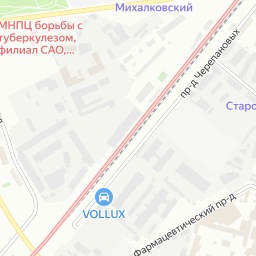 Михалковский
МНПЦ борьбы с
туберкулезом,
филиал САО,...
пр-д Черепановых
Старо
VOLLUX
Фармацевтический пр-д